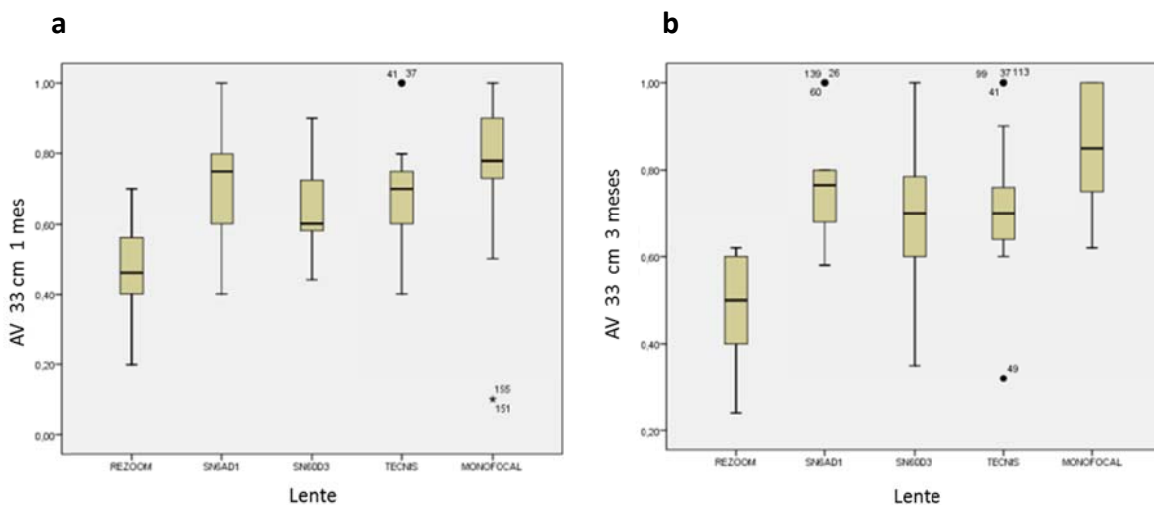 a
AV 33 cm 1 mes
1,00
0,80
0,60
0,40
0,20
0,00
41 37
155
151
REZOOM SN6AD1 SN60D3 TECNIS MONOFOCAL
Lente
b
AV 33 cm 3 meses
1,00
0,80
0,60
0,40
0,20
139 26
60
99 37 113
41
49
REZOOM SN6AD1 SN60D3 TECNIS MONOFOCAL
Lente